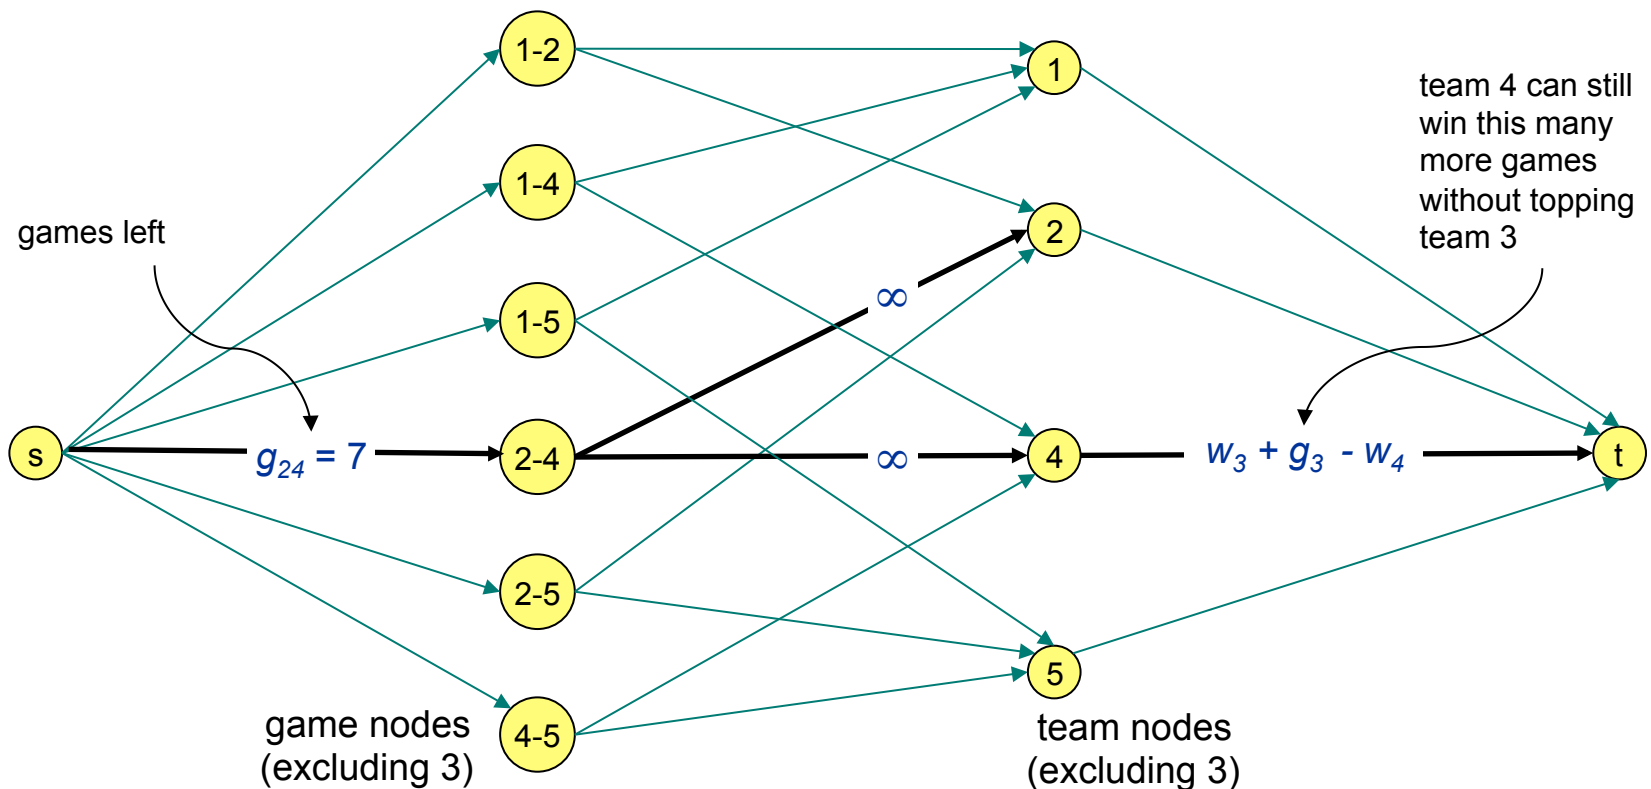 1-2
1
team 4 can still
win this many
more games
without topping
team 3
1-4
games left
2
1-5
∞
s
g₂₄ = 7
2-4
∞
4
w₃ + g₃ - w₄
t
2-5
5
4-5
game nodes
(excluding 3)
team nodes
(excluding 3)